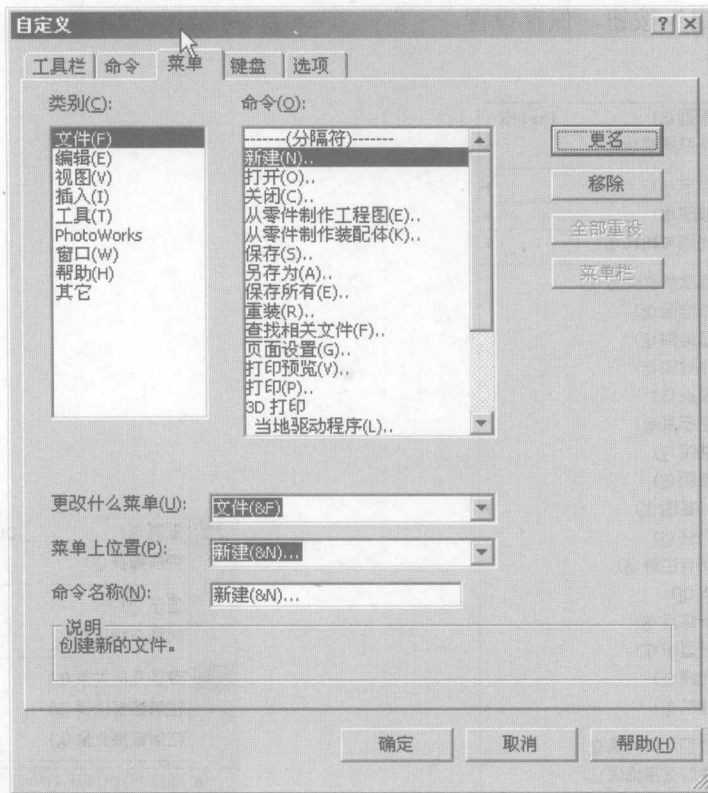 自定义
工具栏 命令 菜单 键盘 选项
类别(C):
文件(F)
编辑(E)
视图(V)
插入(I)
工具(T)
PhotoWorks
窗口(W)
帮助(H)
其它
命令(O):
-------(分隔符)-------
新建(N)..
打开(O)..
关闭(C)..
从零件制作工程图(E)..
从零件制作装配体(K)..
保存(S)..
另存为(A)..
保存所有(E)..
重装(R)..
查找相关文件(F)..
页面设置(G)..
打印预览(V)..
打印(P)..
3D 打印
当地驱动程序(L)..
更名
移除
全部重设
菜单栏
更改什么菜单(U): 文件(&F)
菜单上位置(P): 新建(&N)...
命令名称(N): 新建(&N)...
说明
创建新的文件。
确定 取消 帮助(H)